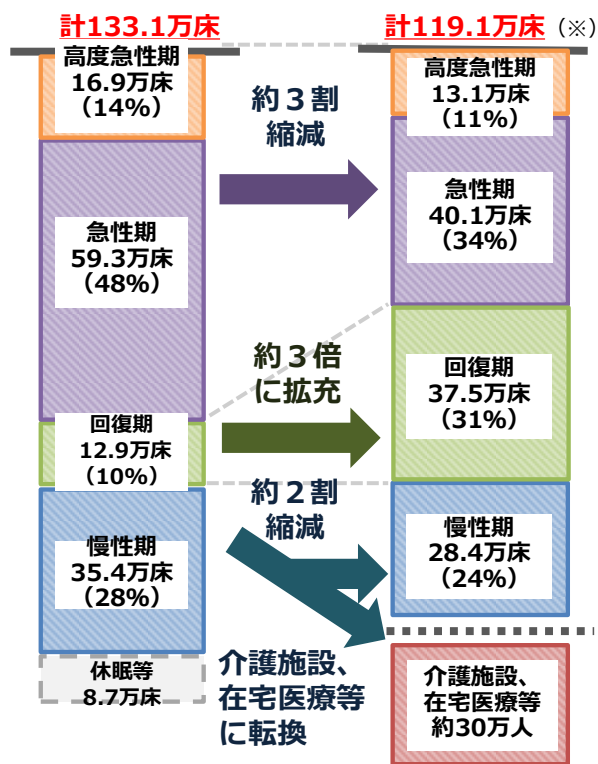 計133.1万床
高度急性期
16.9万床
（14%）
急性期
59.3万床
（48%）
回復期
12.9万床
（10%）
慢性期
35.4万床
（28%）
休眠等
8.7万床
約３割
縮減
約３倍
に拡充
約２割
縮減
介護施設、
在宅医療等
に転換
計119.1万床（※）
高度急性期
13.1万床
（11%）
急性期
40.1万床
（34%）
回復期
37.5万床
（31%）
慢性期
28.4万床
（24%）
介護施設、
在宅医療等
約30万人